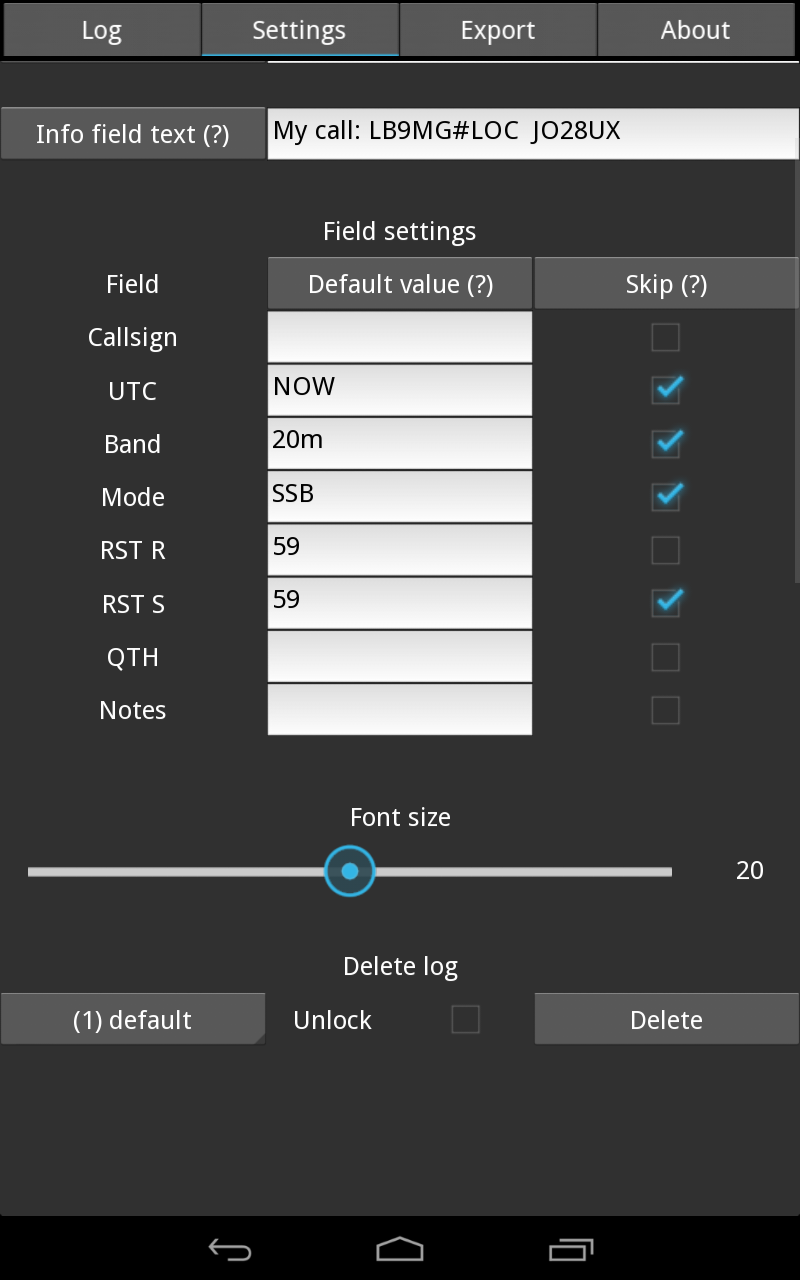 Log Settings Export About
Info field text (?) My call: LB9MG#LOC  JO28UX
Field settings
Field Default value (?) Skip (?)
Callsign
UTC NOW
Band 20m
Mode SSB
RST R 59
RST S 59
QTH
Notes
Font size
20
Delete log
(1) default Unlock Delete